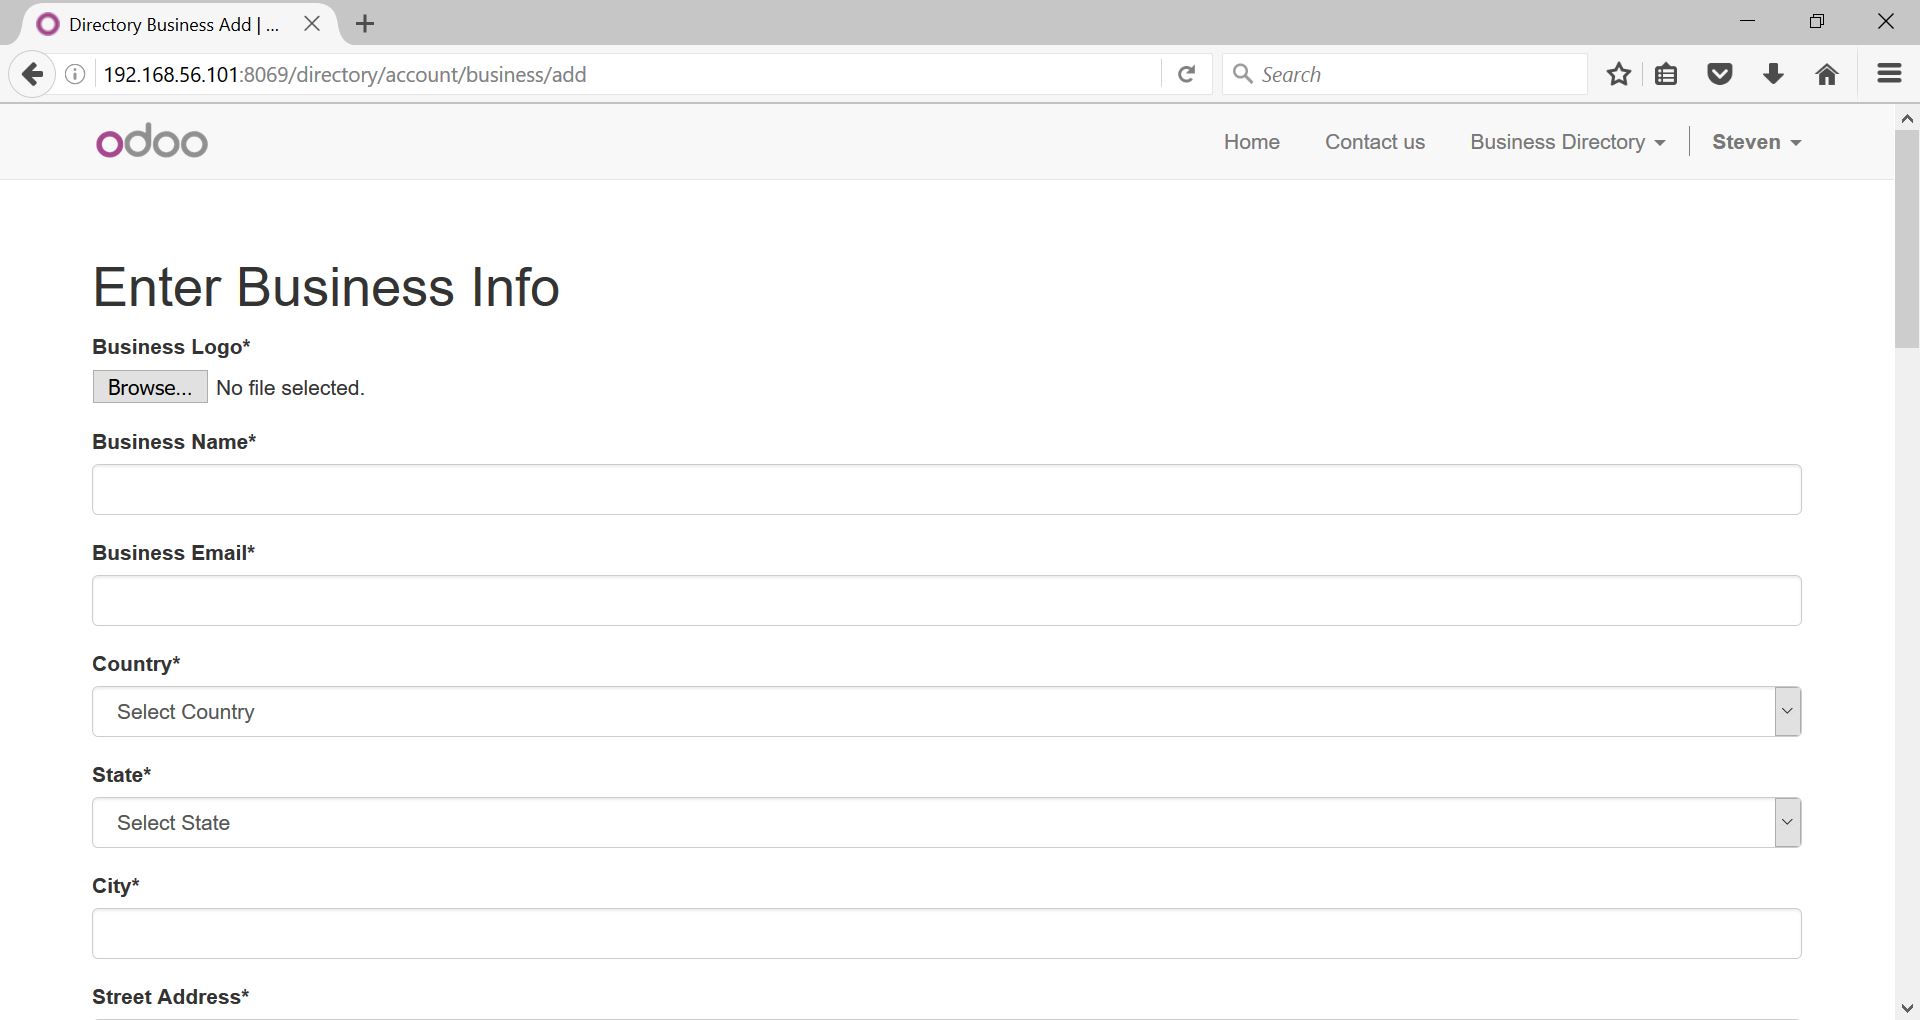 Directory Business Add | ...
192.168.56.101:8069/directory/account/business/add
Search
odoo
Home
Contact us
Business Directory
Steven
Enter Business Info
Business Logo*
Browse... No file selected.
Business Name*
Business Email*
Country*
Select Country
State*
Select State
City*
Street Address*